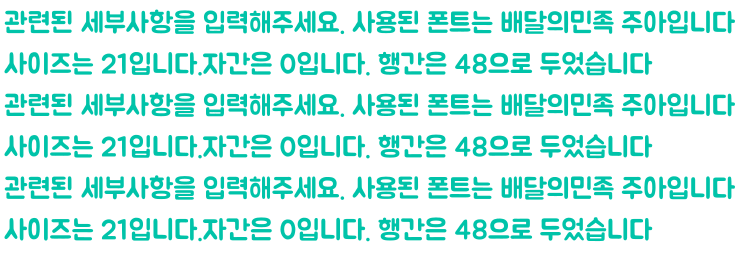 관련된 세부사항을 입력해주세요. 사용된 폰트는 배달의민족 주아입니다
사이즈는 21입니다.자간은 0입니다. 행간은 48으로 두었습니다
관련된 세부사항을 입력해주세요. 사용된 폰트는 배달의민족 주아입니다
사이즈는 21입니다.자간은 0입니다. 행간은 48으로 두었습니다
관련된 세부사항을 입력해주세요. 사용된 폰트는 배달의민족 주아입니다
사이즈는 21입니다.자간은 0입니다. 행간은 48으로 두었습니다